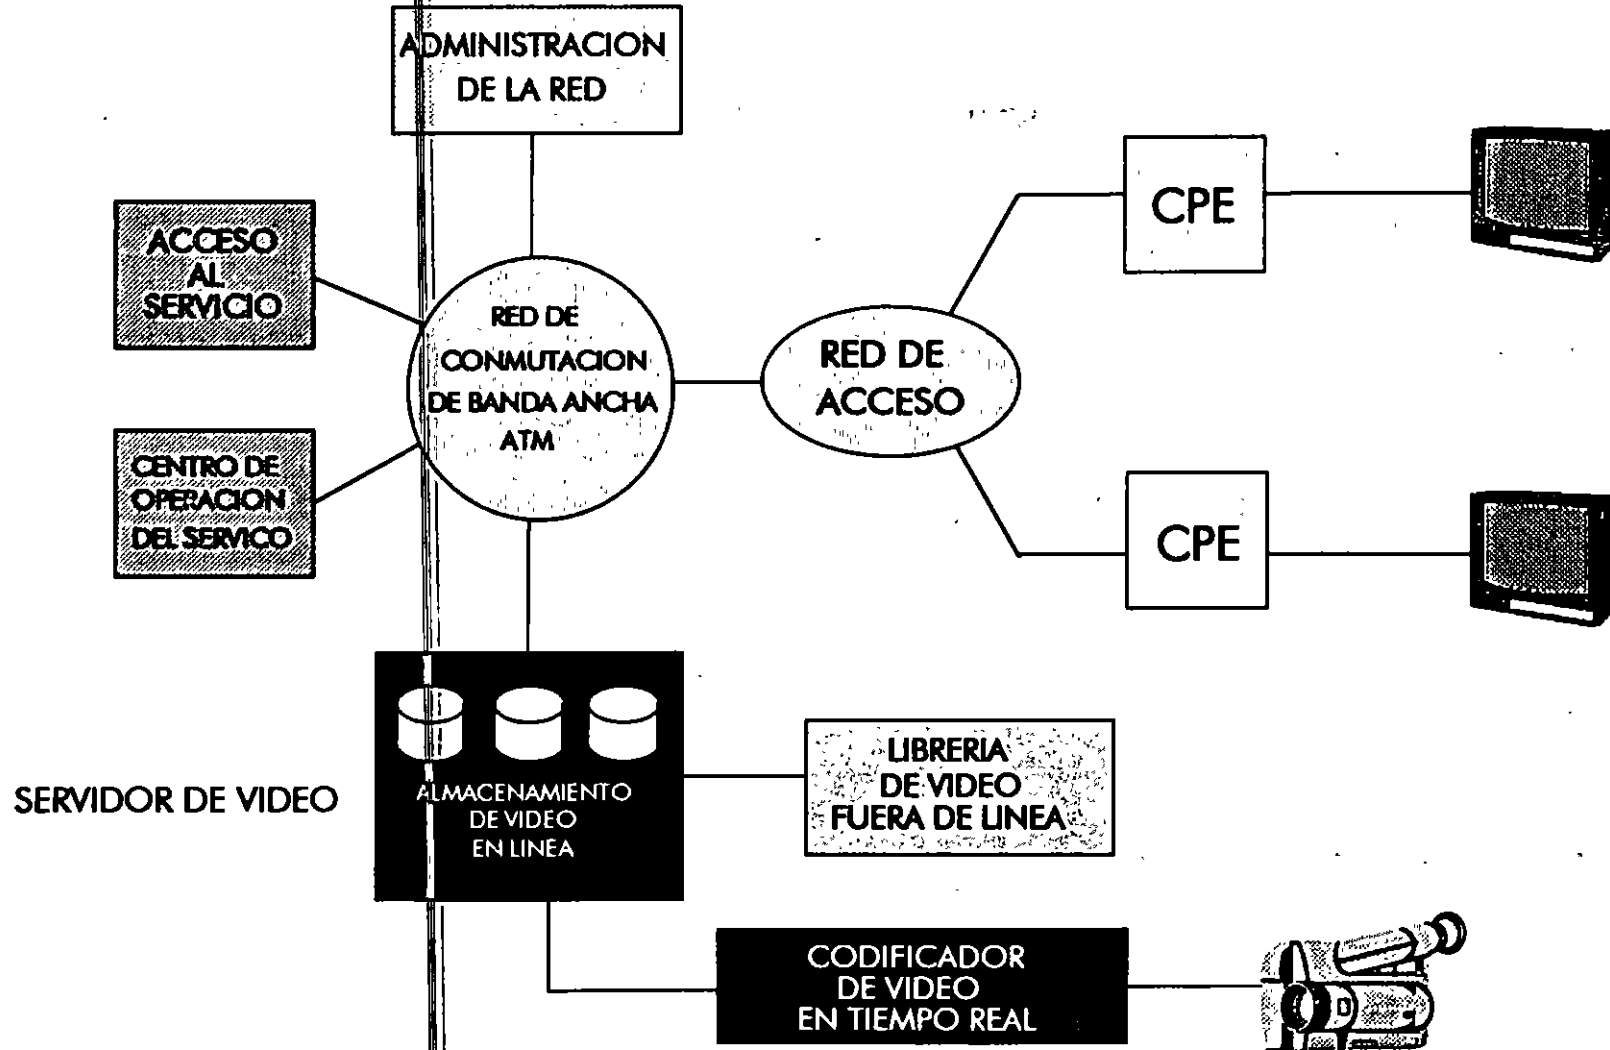 ADMINISTRACION
DE LA RED
ACCESO
AL
SERVICIO
RED DE
CONMUTACION
DE BANDA ANCHA
ATM
RED DE
ACCESO
CPE
CENTRO DE
OPERACION
DEL SERVICO
CPE
SERVIDOR DE VIDEO
ALMACENAMIENTO
DE VIDEO
EN LINEA
LIBRERIA
DE VIDEO
FUERA DE LINEA
CODIFICADOR
DE VIDEO
EN TIEMPO REAL